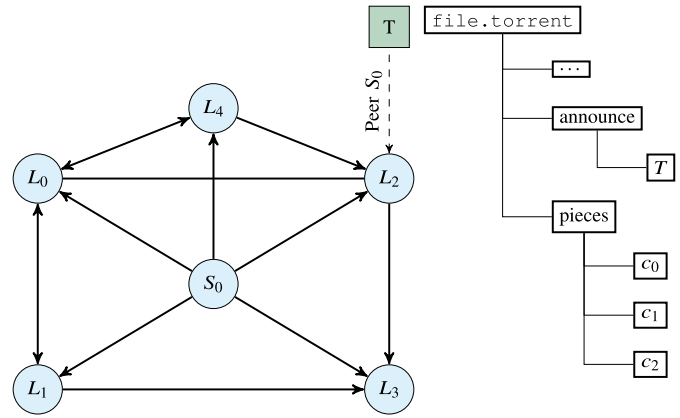 T
file.torrent
...
Peer S₀
announce
T
L₄
L₀
L₂
pieces
S₀
c₀
c₁
c₂
L₁
L₃